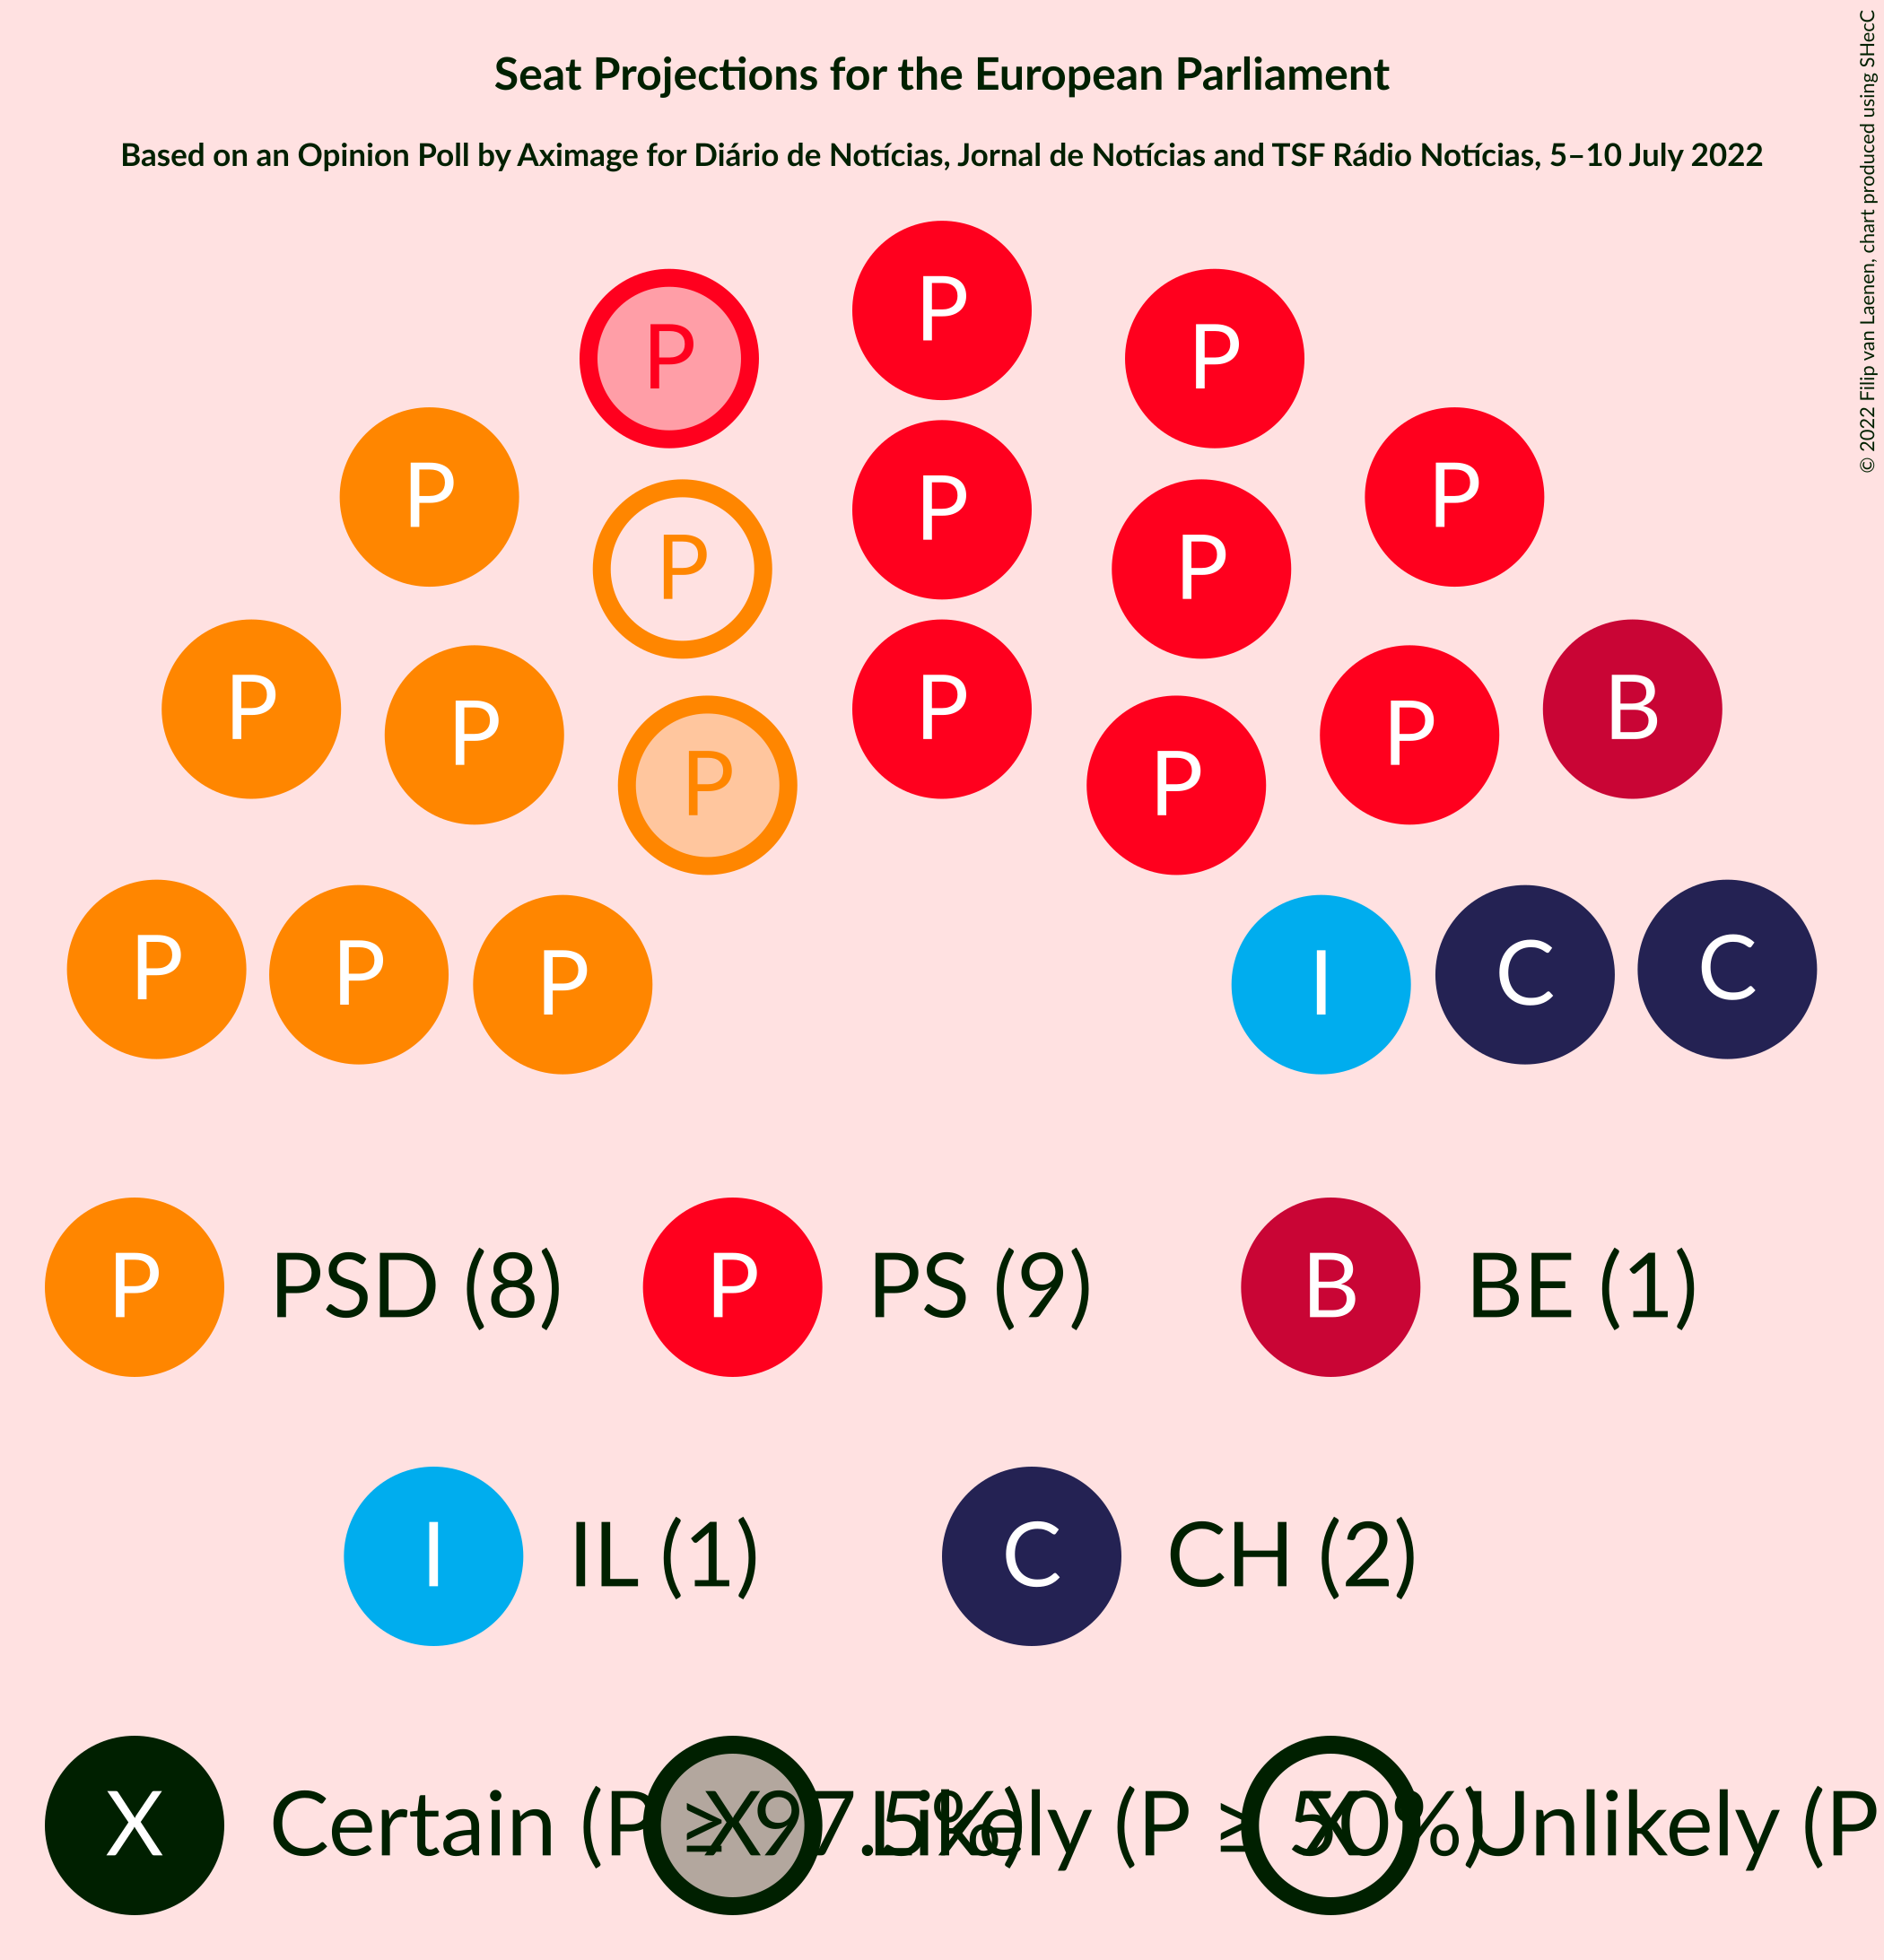 Seat Projections for the European Parliament
Based on an Opinion Poll by Aximage for Diário de Notícias, Jornal de Notícias and TSF Rádio Notícias, 5–10 July 2022
© 2022 Filip van Laenen, chart produced using SHecC
P
P P
P P
P P P
P P P B
P P
P P P I C C
P PSD (8) P PS (9) B BE (1)
I IL (1) C CH (2)
X Certain (P ≥ 97.5%) X Likely (P ≥ 50%) X Unlikely (P